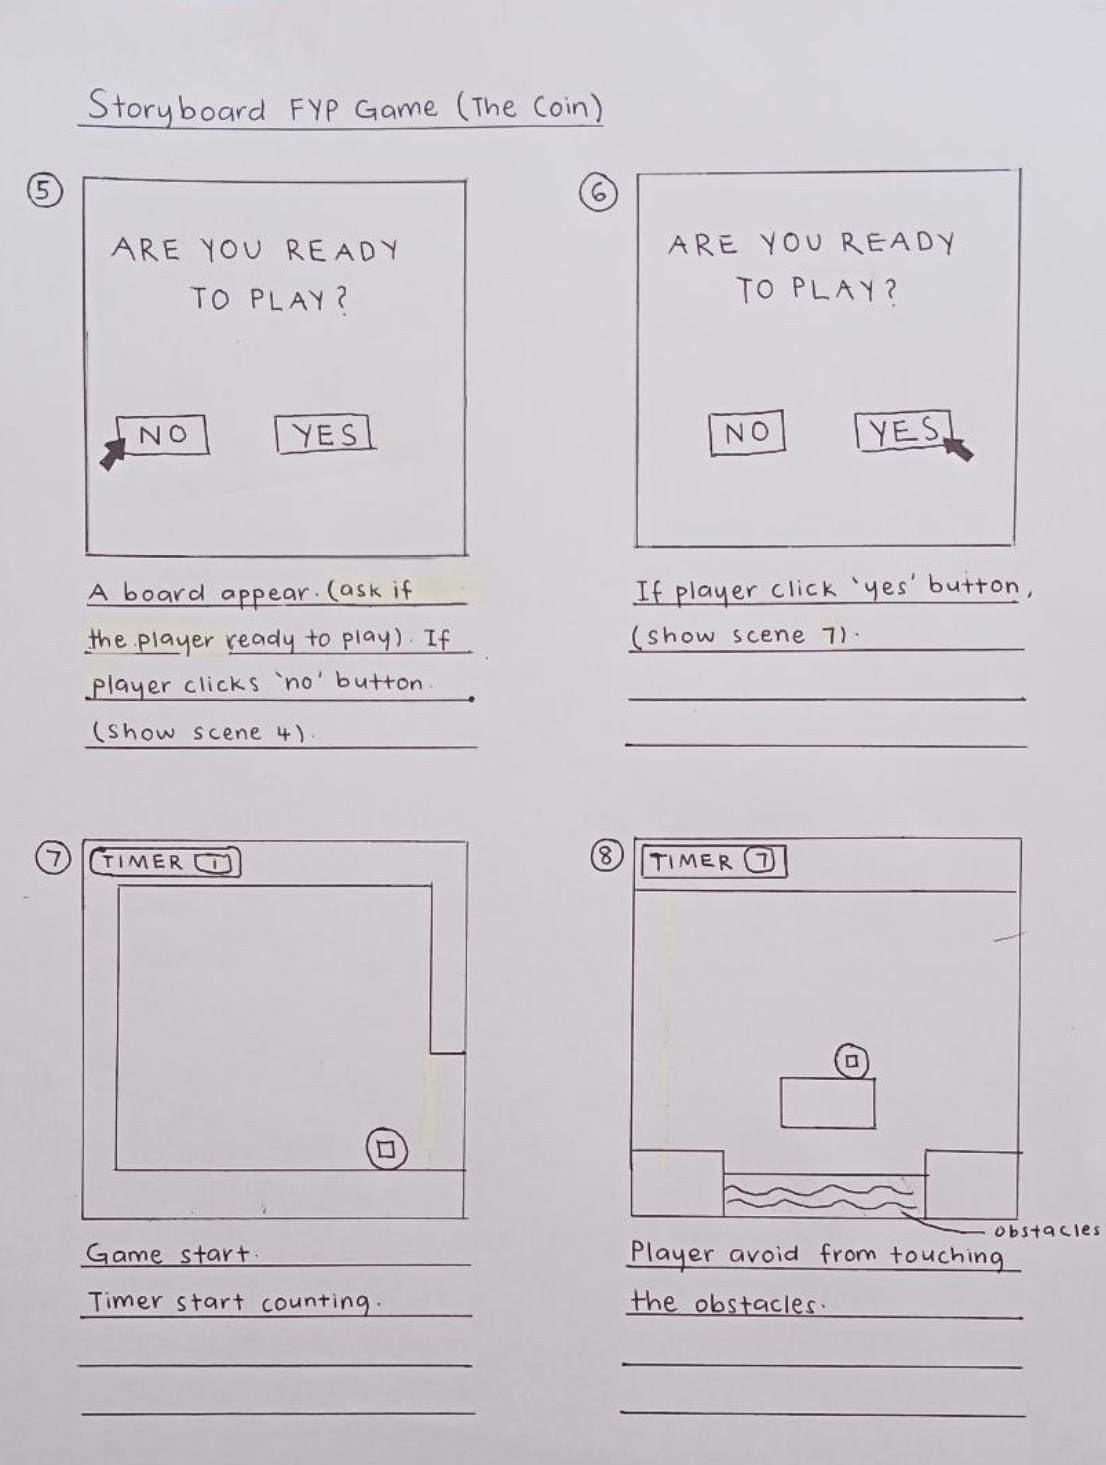 Storyboard FYP Game (The Coin)
5
ARE YOU READY
TO PLAY?
NO
YES
A board appear. (ask if
the player ready to play). If
player clicks 'no' button.
(show scene 4).
6
ARE YOU READY
TO PLAY?
NO
YES
If player click 'yes' button,
(show scene 7).
7
TIMER 1
Game start.
Timer start counting.
8
TIMER 7
obstacles
Player avoid from touching
the obstacles.